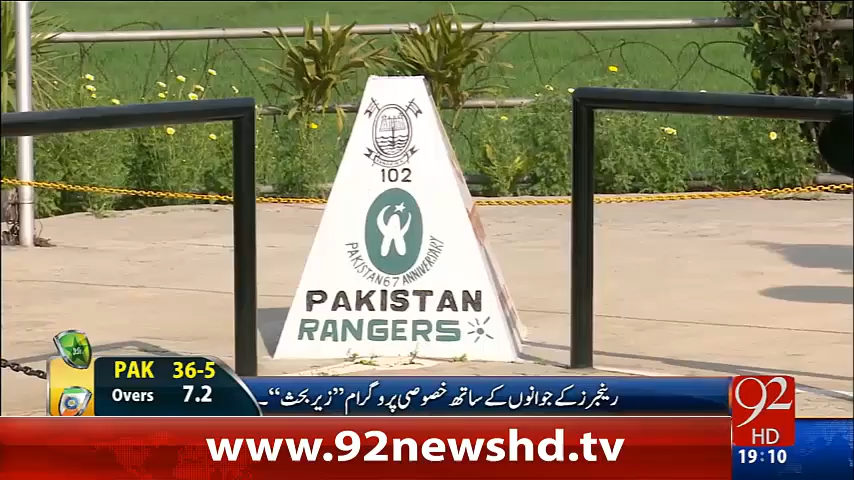 102
PAKISTAN 67 ANNIVERSARY
PAKISTAN
RANGERS
PAK 36-5
Overs 7.2
رینجرز کے جوانوں کے ساتھ خصوصی پروگرام ”زیر بحث“۔
92
HD
www.92newshd.tv
19:10